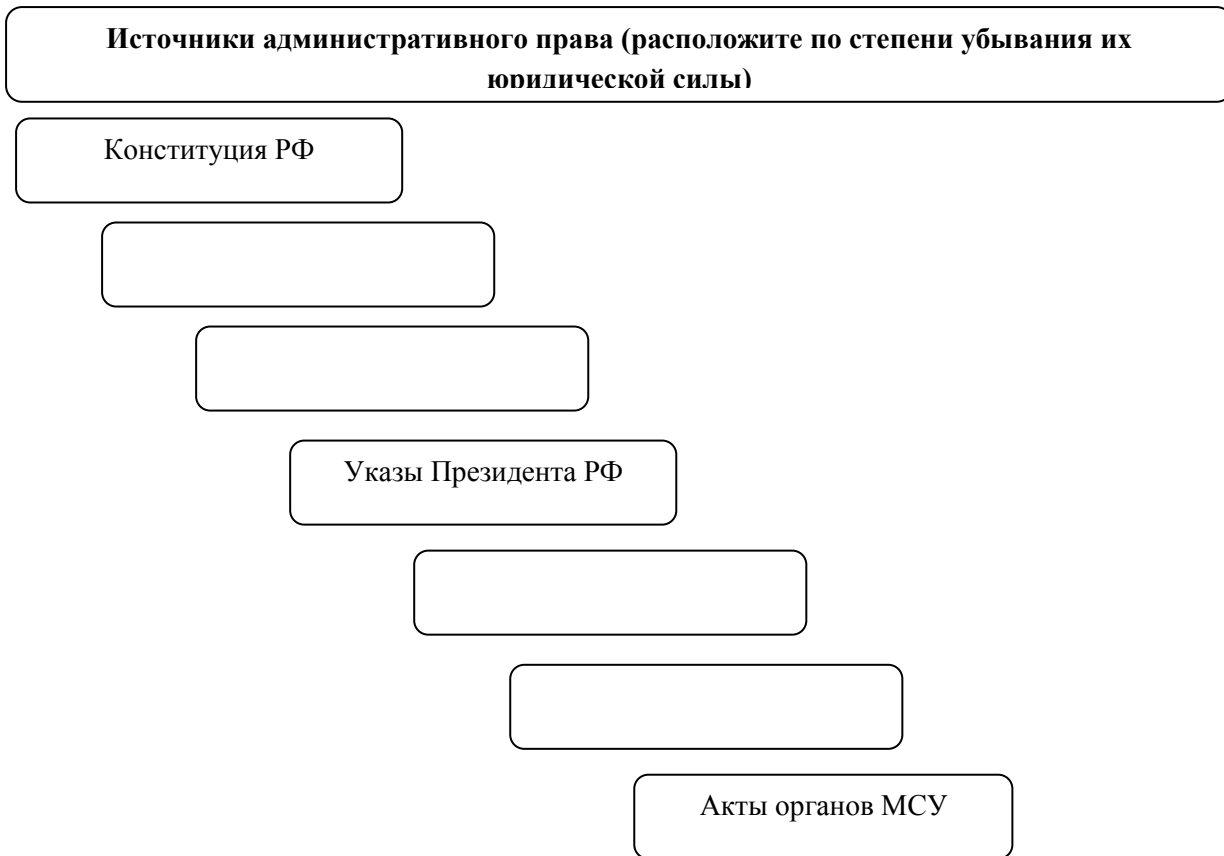 Источники административного права (расположите по степени убывания их
юридической силы)
Конституция РФ
Указы Президента РФ
Акты органов МСУ